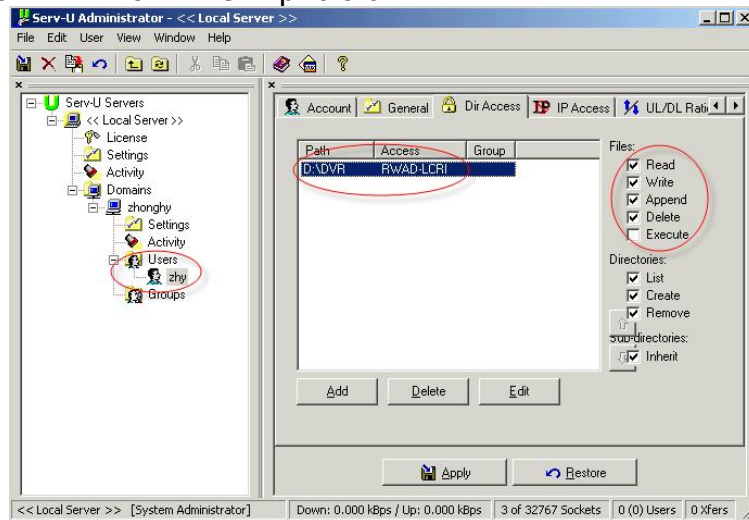 Serv-U Administrator - << Local Server >>
File Edit User View Window Help
Serv-U Servers
<< Local Server >>
License
Settings
Activity
Domains
zhonghy
Settings
Activity
Users
zhy
Groups
Account General Dir Access IP Access UL/DL Rati
Path Access Group
D:\DVR RWAD-LCRI
Files:
Read
Write
Append
Delete
Execute
Directories:
List
Create
Remove
Sub-directories:
Inherit
Add Delete Edit
Apply Restore
<< Local Server >> [System Administrator] Down: 0.000 kBps / Up: 0.000 kBps 3 of 32767 Sockets 0 (0) Users 0 Xfers